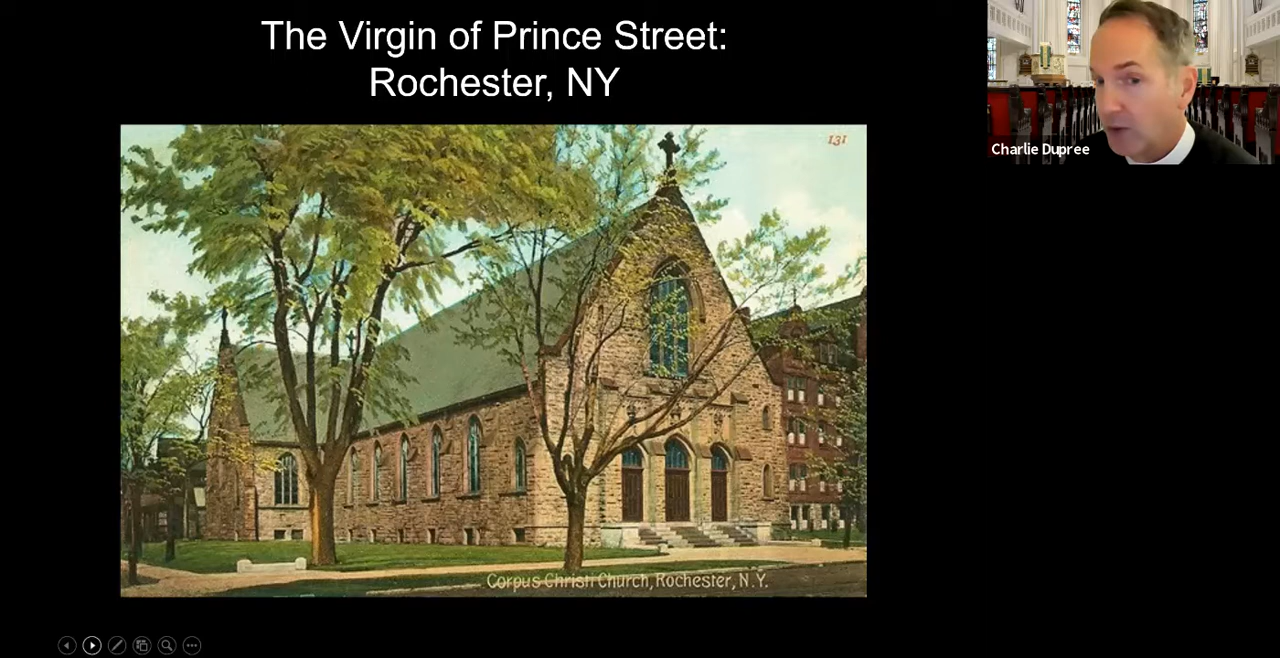 The Virgin of Prince Street:
Rochester, NY
131
Corpus Christi Church, Rochester, N.Y.
Charlie Dupree